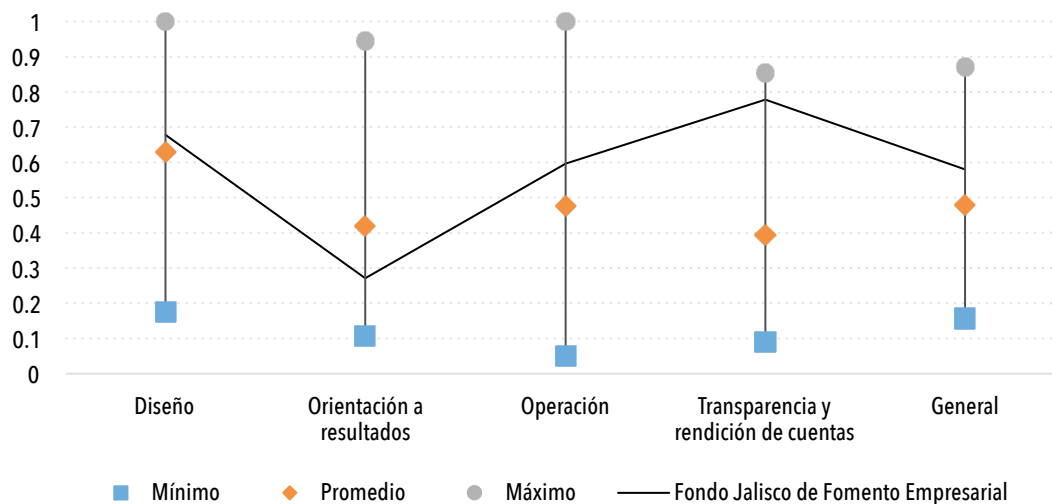 1
0.9
0.8
0.7
0.6
0.5
0.4
0.3
0.2
0.1
0
Diseño
Orientación a
resultados
Operación
Transparencia y
rendición de cuentas
General
Mínimo
Promedio
Máximo
Fondo Jalisco de Fomento Empresarial